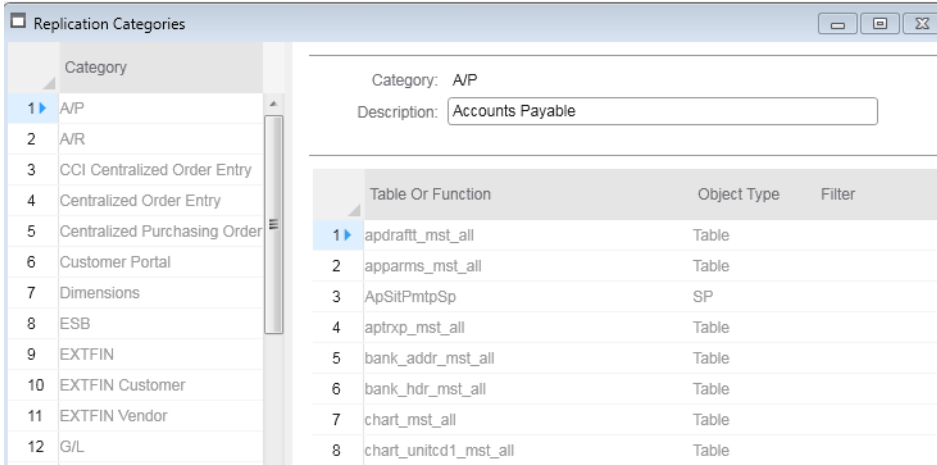 Replication Categories
Category
1 A/P
2 A/R
3 CCI Centralized Order Entry
4 Centralized Order Entry
5 Centralized Purchasing Order
6 Customer Portal
7 Dimensions
8 ESB
9 EXTFIN
10 EXTFIN Customer
11 EXTFIN Vendor
12 G/L
Category: A/P
Description: Accounts Payable
Table Or Function Object Type Filter
1 apdraftt_mst_all Table
2 apparms_mst_all Table
3 ApSitPmtpSp SP
4 aptrxp_mst_all Table
5 bank_addr_mst_all Table
6 bank_hdr_mst_all Table
7 chart_mst_all Table
8 chart_unitcd1_mst_all Table